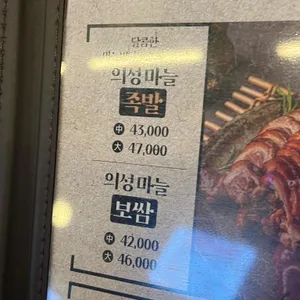 달콤한
의성마늘
족발
中 43,000
大 47,000
의성마늘
보쌈
中 42,000
大 46,000